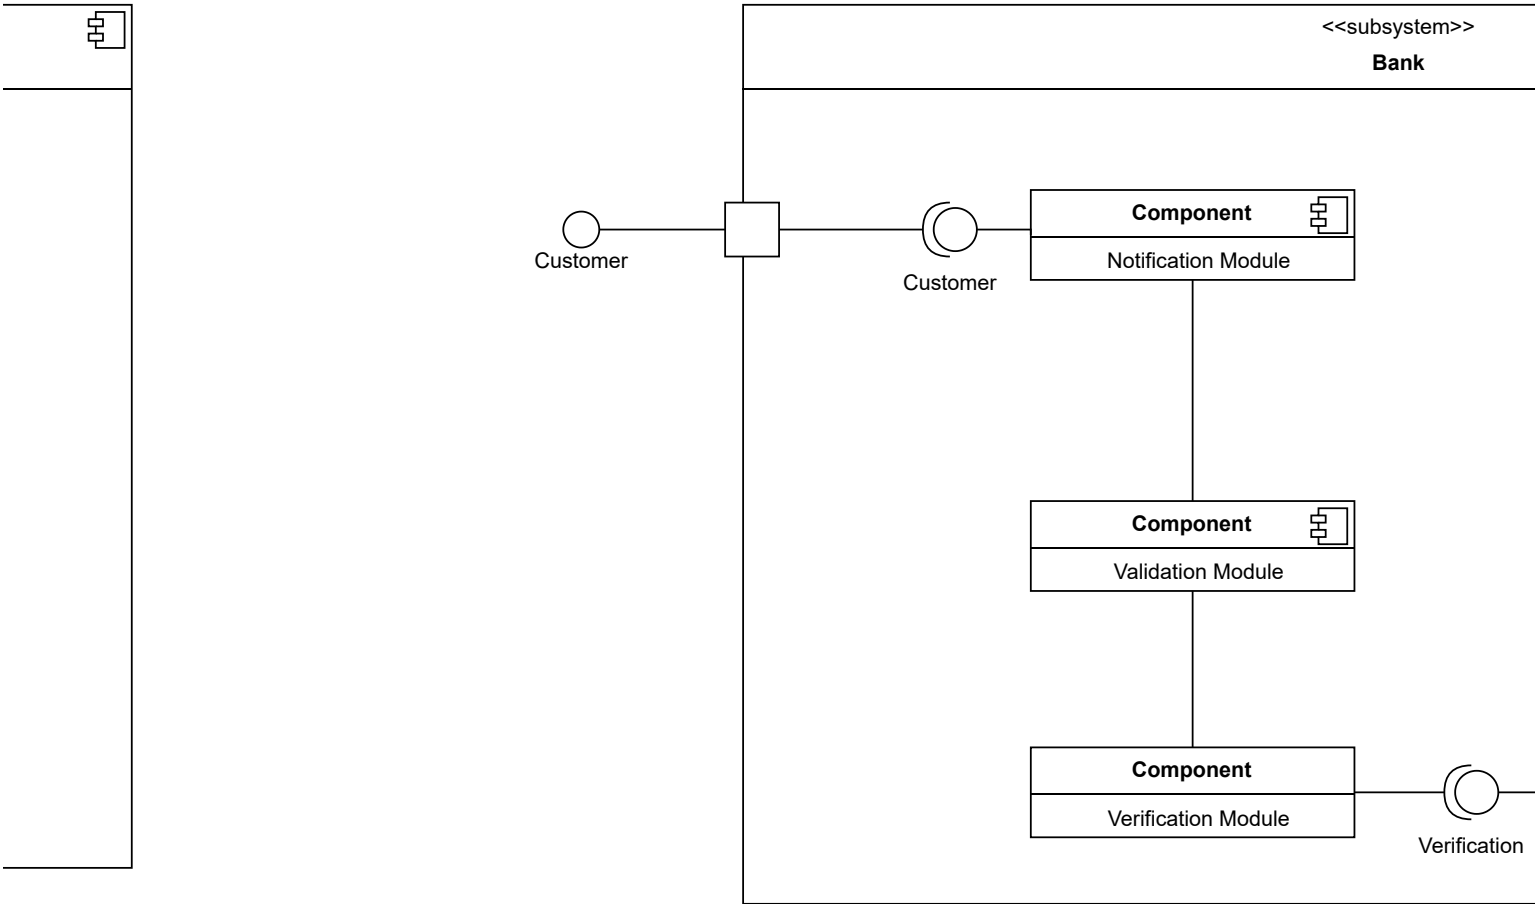 <<subsystem>>
Bank
Component
Notification Module
Customer
Customer
Component
Validation Module
Component
Verification Module
Verification